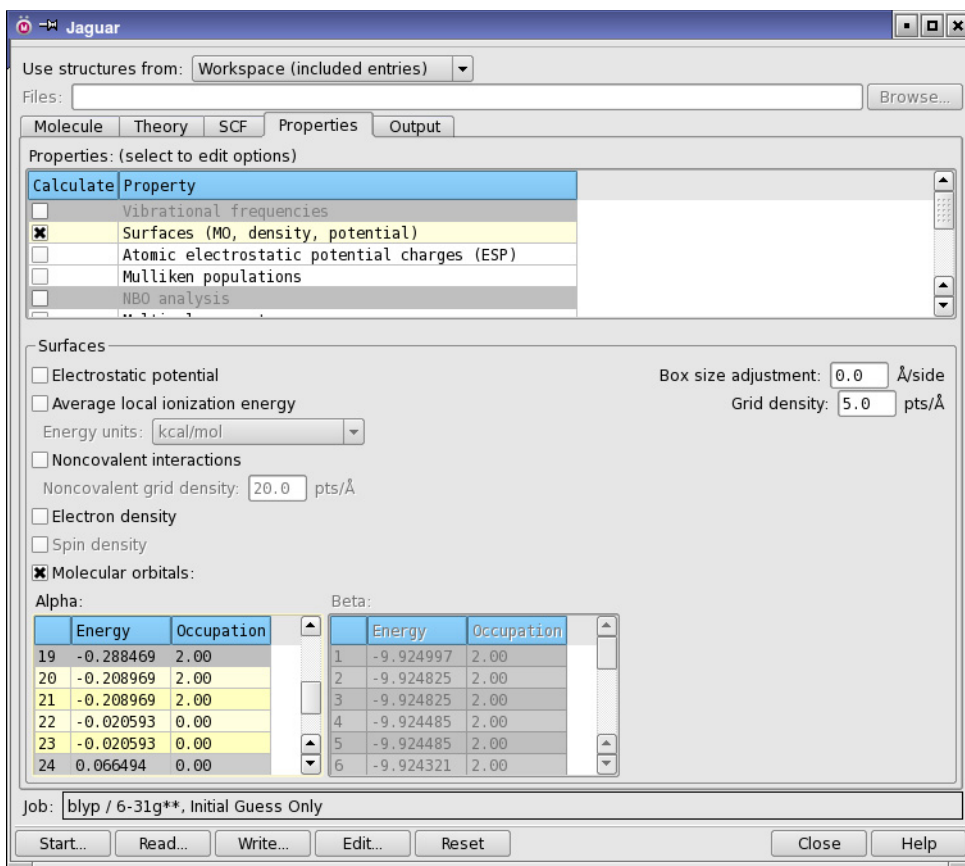 Jaguar
Use structures from: Workspace (included entries)
Files: Browse...
Molecule Theory SCF Properties Output
Properties: (select to edit options)
Calculate Property
Vibrational frequencies
Surfaces (MO, density, potential)
Atomic electrostatic potential charges (ESP)
Mulliken populations
NBO analysis
Surfaces
Electrostatic potential Box size adjustment: 0.0 Å/side
Average local ionization energy Grid density: 5.0 pts/Å
Energy units: kcal/mol
Noncovalent interactions
Noncovalent grid density: 20.0 pts/Å
Electron density
Spin density
Molecular orbitals:
Alpha: Beta:
Energy Occupation Energy Occupation
19 -0.288469 2.00 1 -9.924997 2.00
20 -0.208969 2.00 2 -9.924825 2.00
21 -0.208969 2.00 3 -9.924825 2.00
22 -0.020593 0.00 4 -9.924485 2.00
23 -0.020593 0.00 5 -9.924485 2.00
24 0.066494 0.00 6 -9.924321 2.00
Job: blyp / 6-31g**, Initial Guess Only
Start... Read... Write... Edit... Reset Close Help